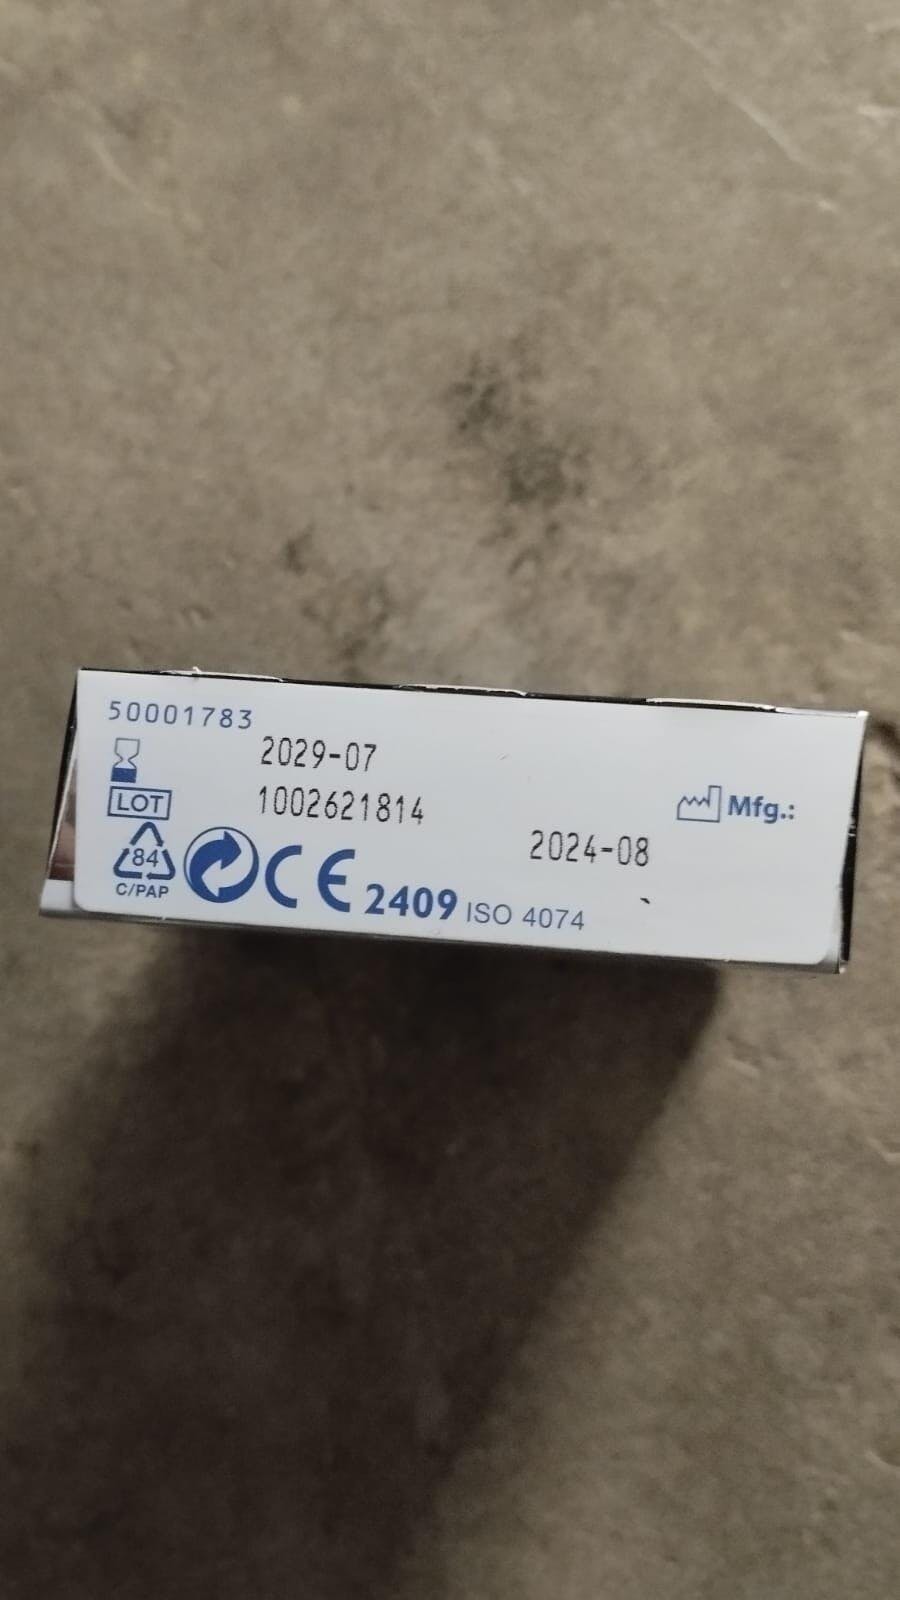 50001783
2029-07
LOT 1002621814
Mfg.:
2024-08
84
C/PAP
CE 2409 ISO 4074